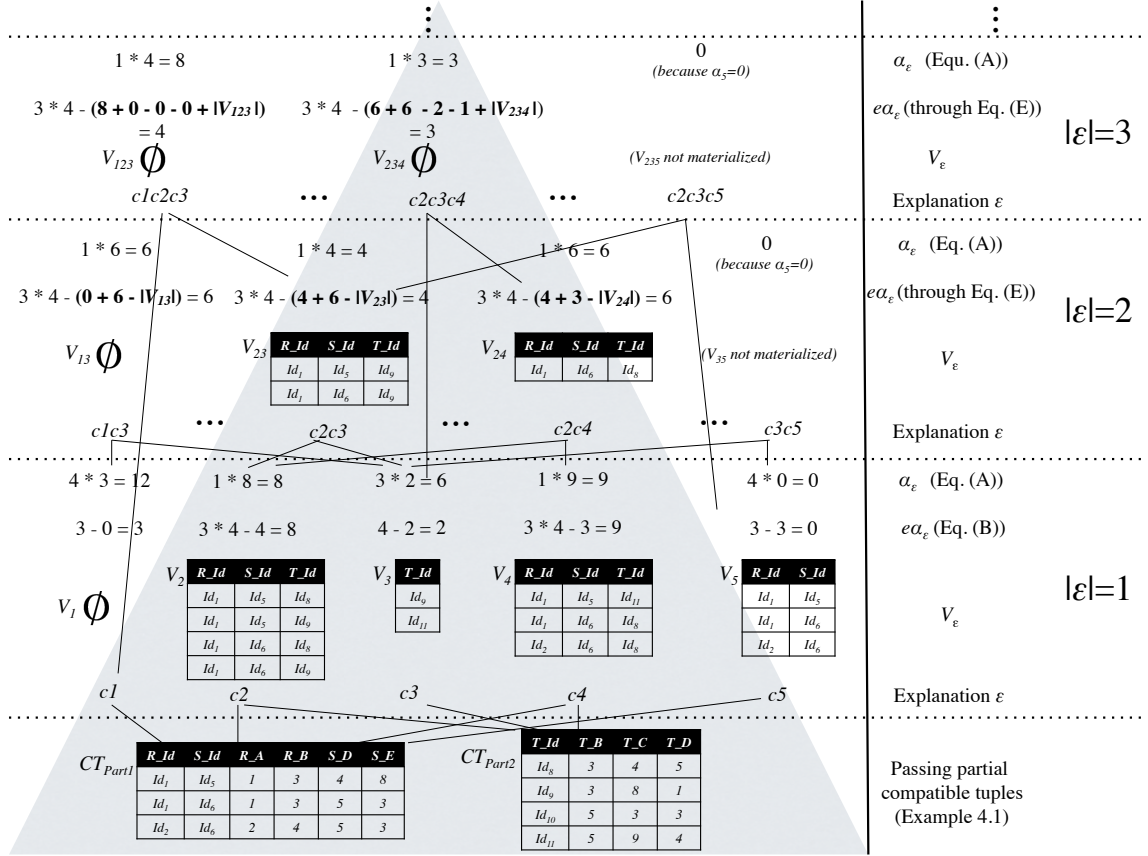 1 * 4 = 8 1 * 3 = 3 0 αε (Equ. (A))
(because α5=0)
3 * 4 - (8 + 0 - 0 - 0 + |V123|) 3 * 4 - (6 + 6 - 2 - 1 + |V234|) eαε (through Eq. (E))
= 4 = 3 |ε|=3
V123 ϕ V234 ϕ (V235 not materialized) Vε
c1c2c3 ... c2c3c4 ... c2c3c5 Explanation ε
1 * 6 = 6 1 * 4 = 4 1 * 6 = 6 0 αε (Eq. (A))
(because α5=0)
3 * 4 - (0 + 6 - |V13|) = 6 3 * 4 - (4 + 6 - |V23|) = 4 3 * 4 - (4 + 3 - |V24|) = 6 eαε (through Eq. (E))
|ε|=2
V13 ϕ V23 V24 (V35 not materialized) Vε
R_Id S_Id T_Id R_Id S_Id T_Id
Id1 Id5 Id9 Id1 Id6 Id8
Id1 Id6 Id9
c1c3 ... c2c3 ... c2c4 ... c3c5 Explanation ε
4 * 3 = 12 1 * 8 = 8 3 * 2 = 6 1 * 9 = 9 4 * 0 = 0 αε (Eq. (A))
3 - 0 = 3 3 * 4 - 4 = 8 4 - 2 = 2 3 * 4 - 3 = 9 3 - 3 = 0 eαε (Eq. (B))
V1 ϕ V2 V3 V4 V5 Vε |ε|=1
R_Id S_Id T_Id T_Id R_Id S_Id T_Id R_Id S_Id
Id1 Id5 Id8 Id9 Id1 Id5 Id11 Id1 Id5
Id1 Id5 Id9 Id11 Id1 Id6 Id8 Id1 Id6
Id1 Id6 Id8 Id2 Id6 Id8 Id2 Id6
Id1 Id6 Id9
c1 c2 c3 c4 c5 Explanation ε
CTPart1
R_Id S_Id R_A R_B S_D S_E
Id1 Id5 1 3 4 8
Id1 Id6 1 3 5 3
Id2 Id6 2 4 5 3
CTPart2
T_Id T_B T_C T_D
Id8 3 4 5
Id9 3 8 1
Id10 5 3 3
Id11 5 9 4
Passing partial
compatible tuples
(Example 4.1)